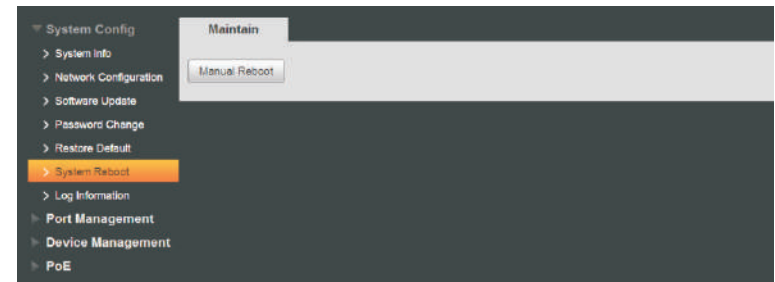 System Config
System Info
Network Configuration
Software Update
Password Change
Restore Default
System Reboot
Log Information
Port Management
Device Management
PoE
Maintain
Manual Reboot